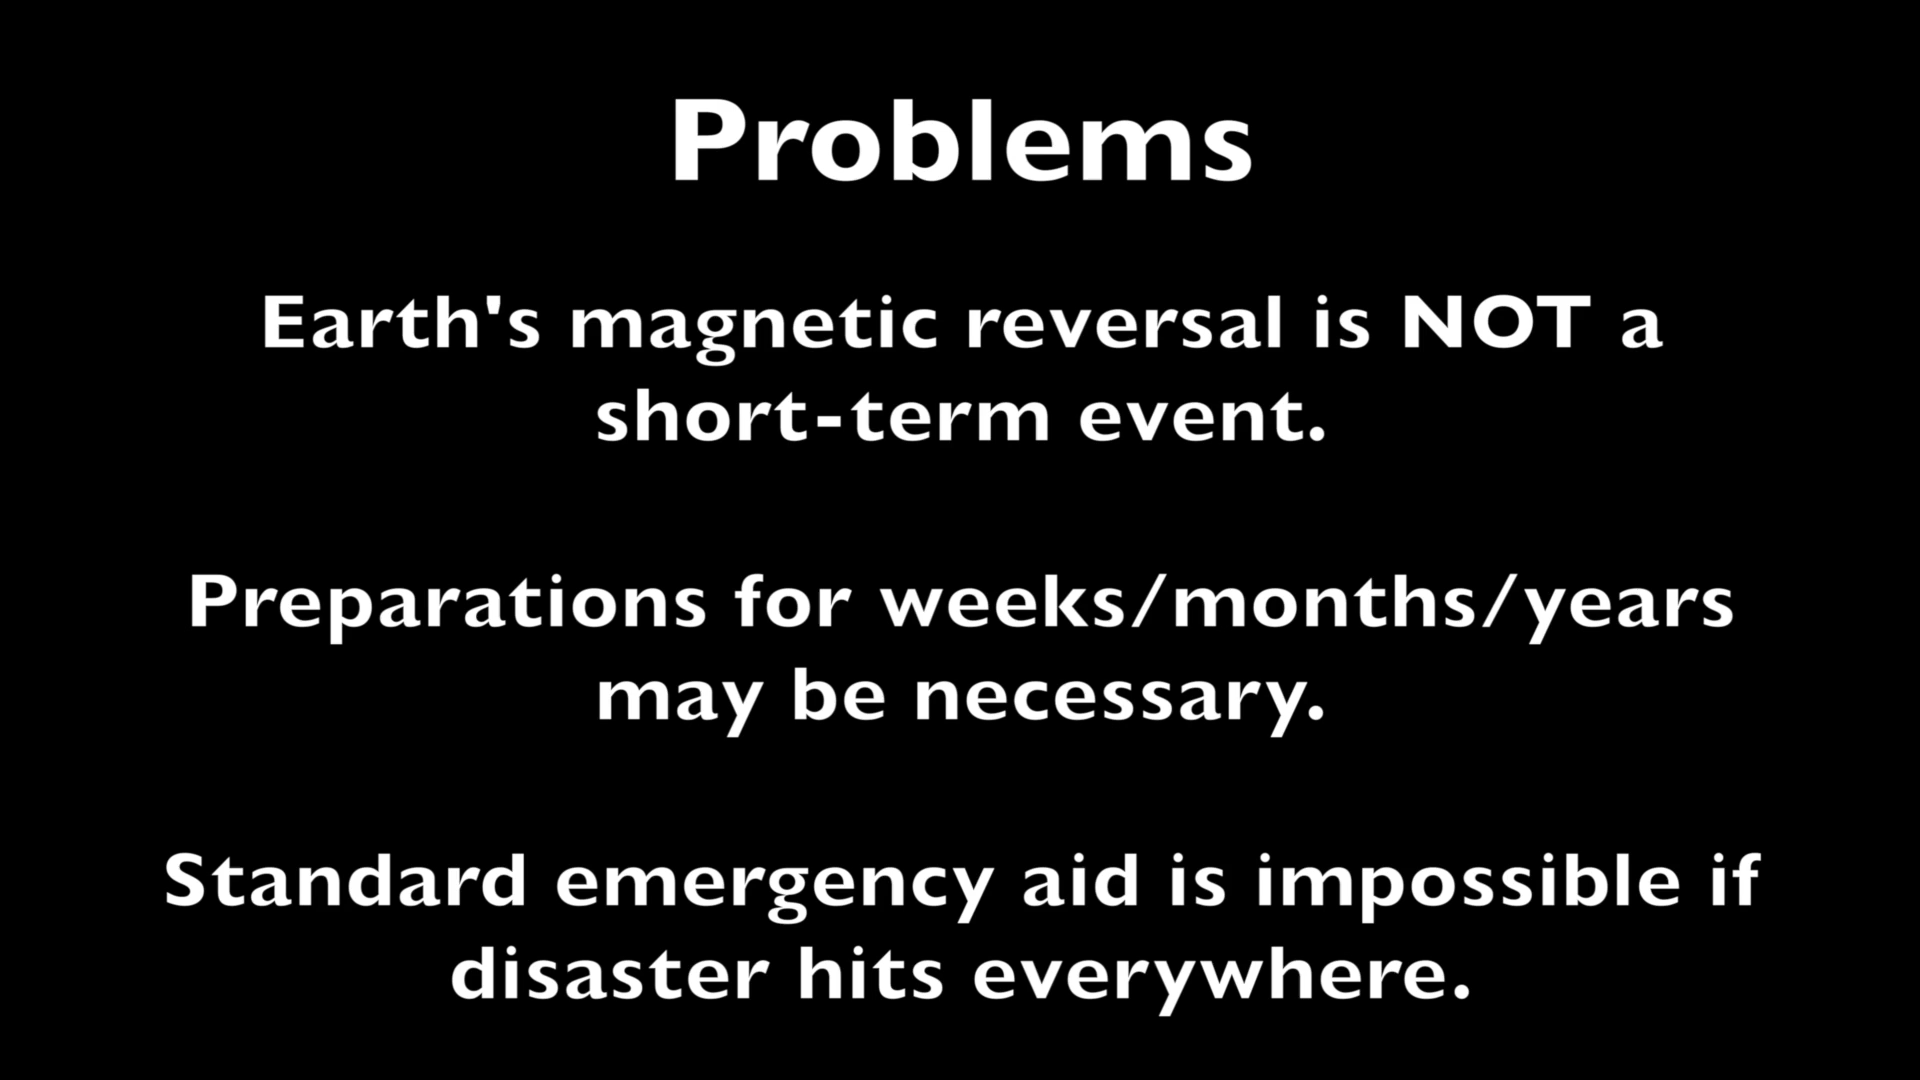 Problems
Earth's magnetic reversal is NOT a
short-term event.
Preparations for weeks/months/years
may be necessary.
Standard emergency aid is impossible if
disaster hits everywhere.